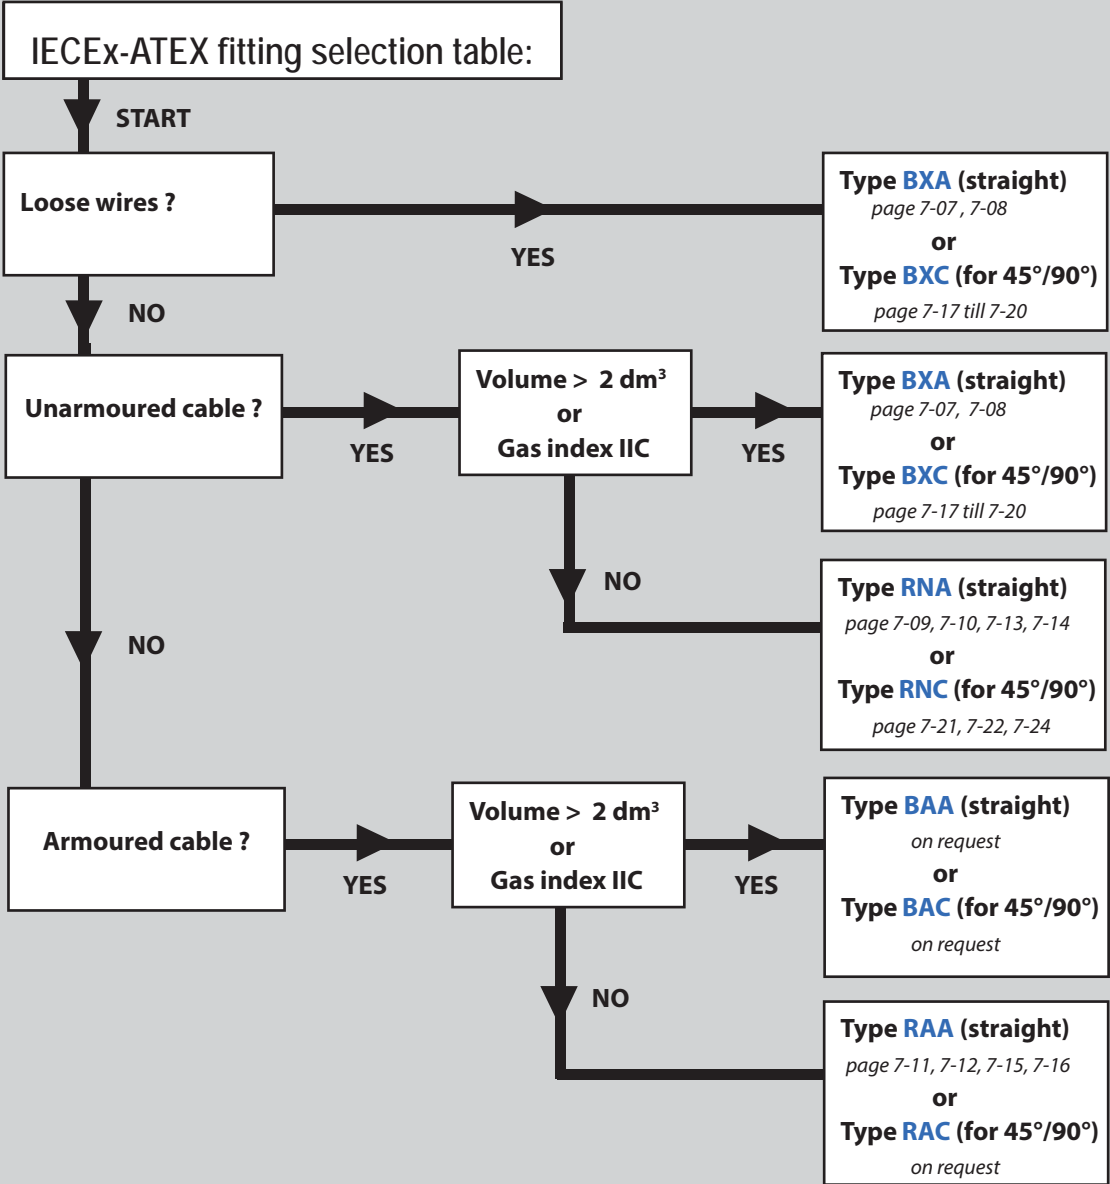 IECEx-ATEX fitting selection table:
START
Loose wires ?
YES
Type BXA (straight)
page 7-07 , 7-08
or
Type BXC (for 45°/90°)
page 7-17 till 7-20
NO
Unarmoured cable ?
YES
Volume > 2 dm³
or
Gas index IIC
YES
Type BXA (straight)
page 7-07, 7-08
or
Type BXC (for 45°/90°)
page 7-17 till 7-20
NO
Type RNA (straight)
page 7-09, 7-10, 7-13, 7-14
or
Type RNC (for 45°/90°)
page 7-21, 7-22, 7-24
NO
Armoured cable ?
YES
Volume > 2 dm³
or
Gas index IIC
YES
Type BAA (straight)
on request
or
Type BAC (for 45°/90°)
on request
NO
Type RAA (straight)
page 7-11, 7-12, 7-15, 7-16
or
Type RAC (for 45°/90°)
on request